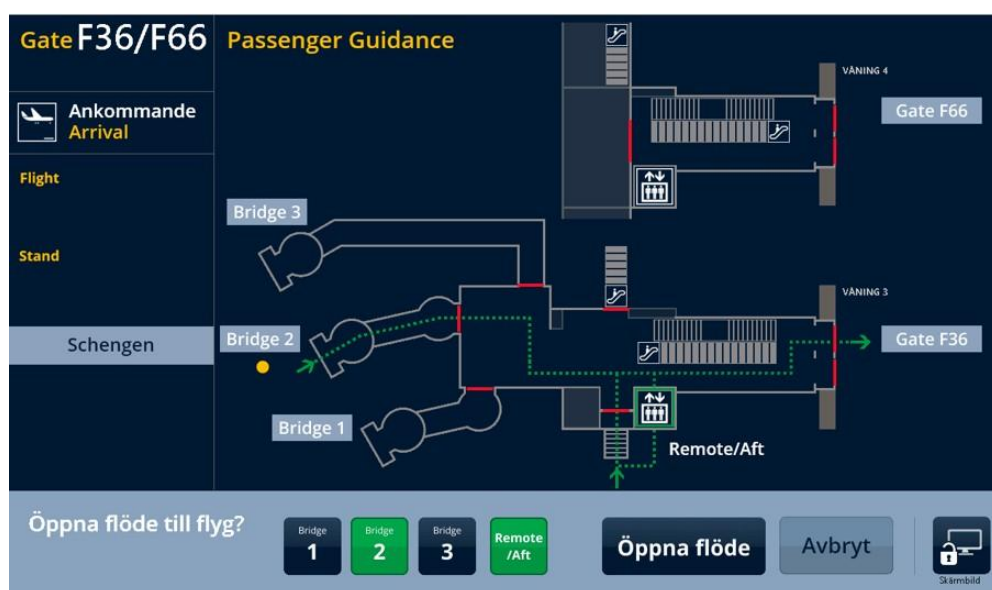 Gate F36/F66
Passenger Guidance
VÅNING 4
Ankommande
Arrival
Gate F66
Flight
Bridge 3
Stand
VÅNING 3
Schengen
Bridge 2
Gate F36
Bridge 1
Remote/Aft
Öppna flöde till flyg?
Bridge
1
Bridge
2
Bridge
3
Remote
/Aft
Öppna flöde
Avbryt
Skärmbild